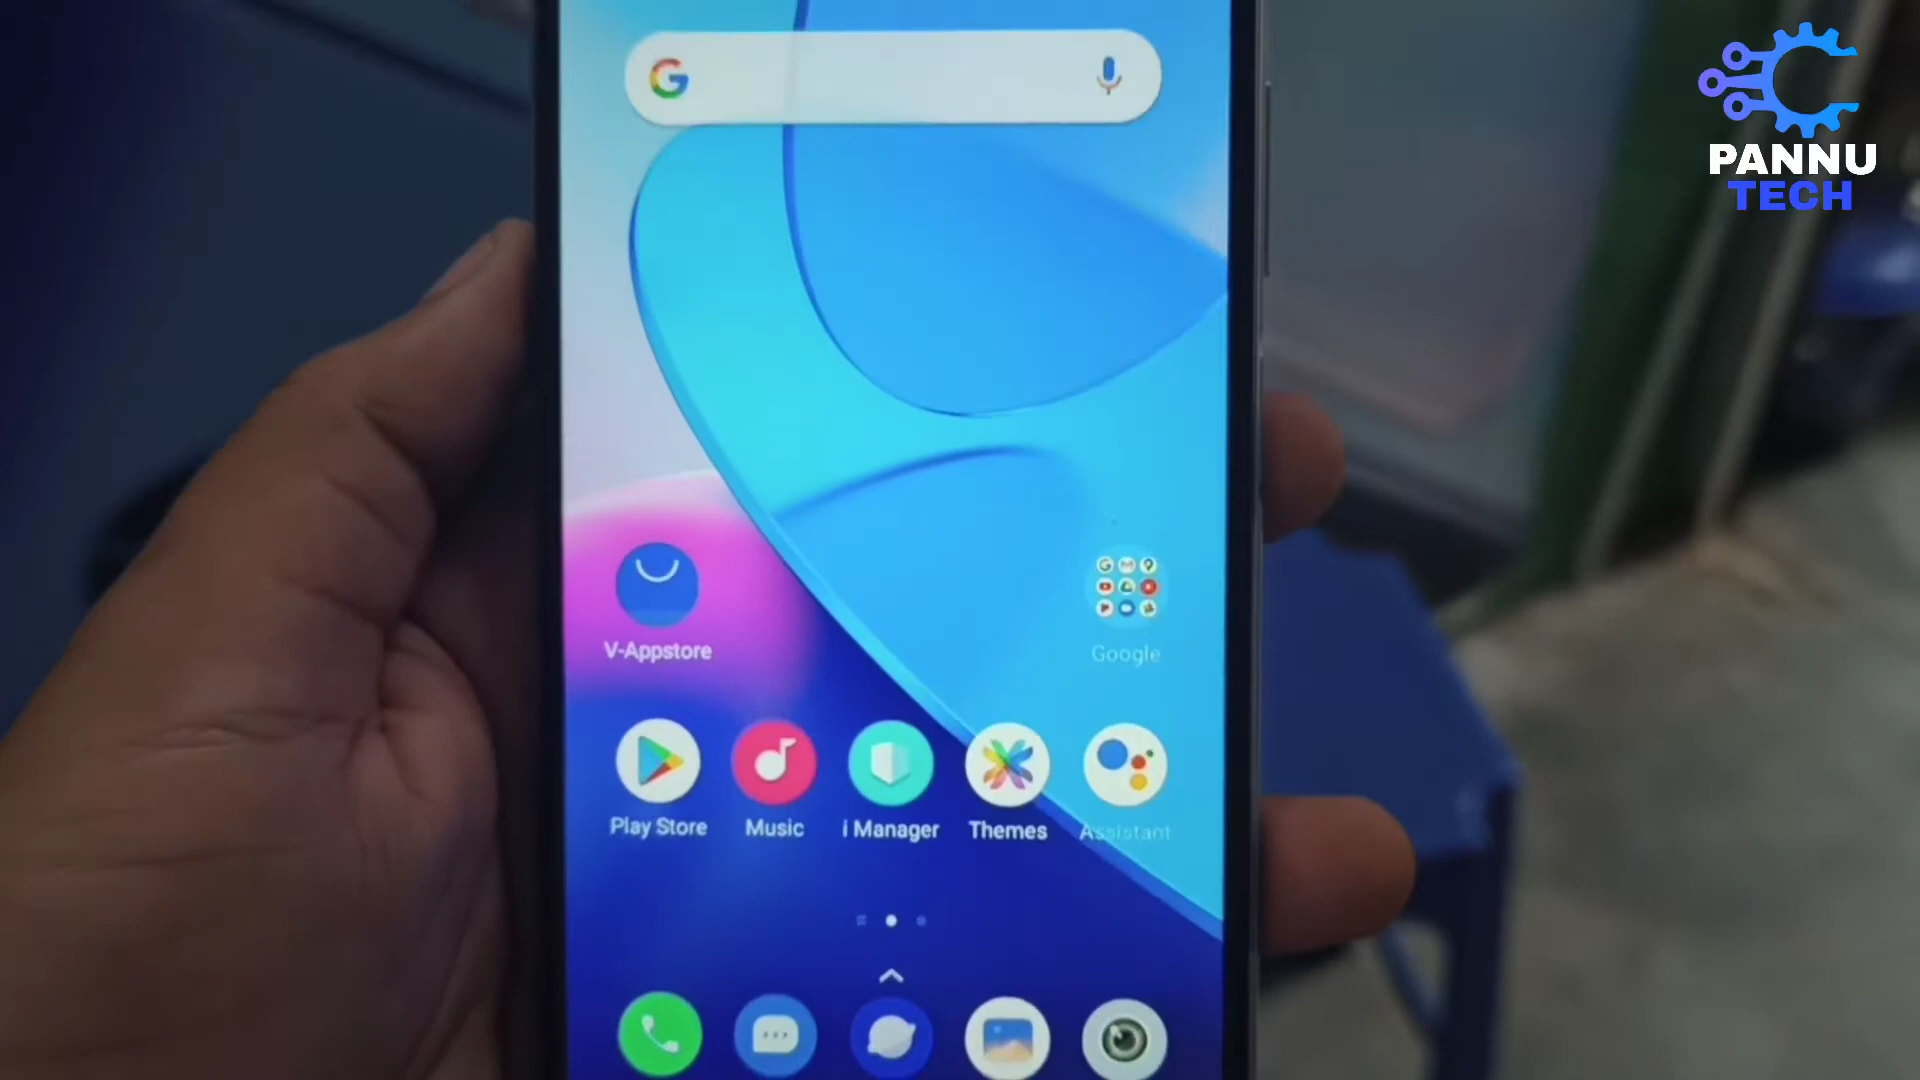 PANNU
TECH
V-Appstore
Google
Play Store
Music
i Manager
Themes
Assistant